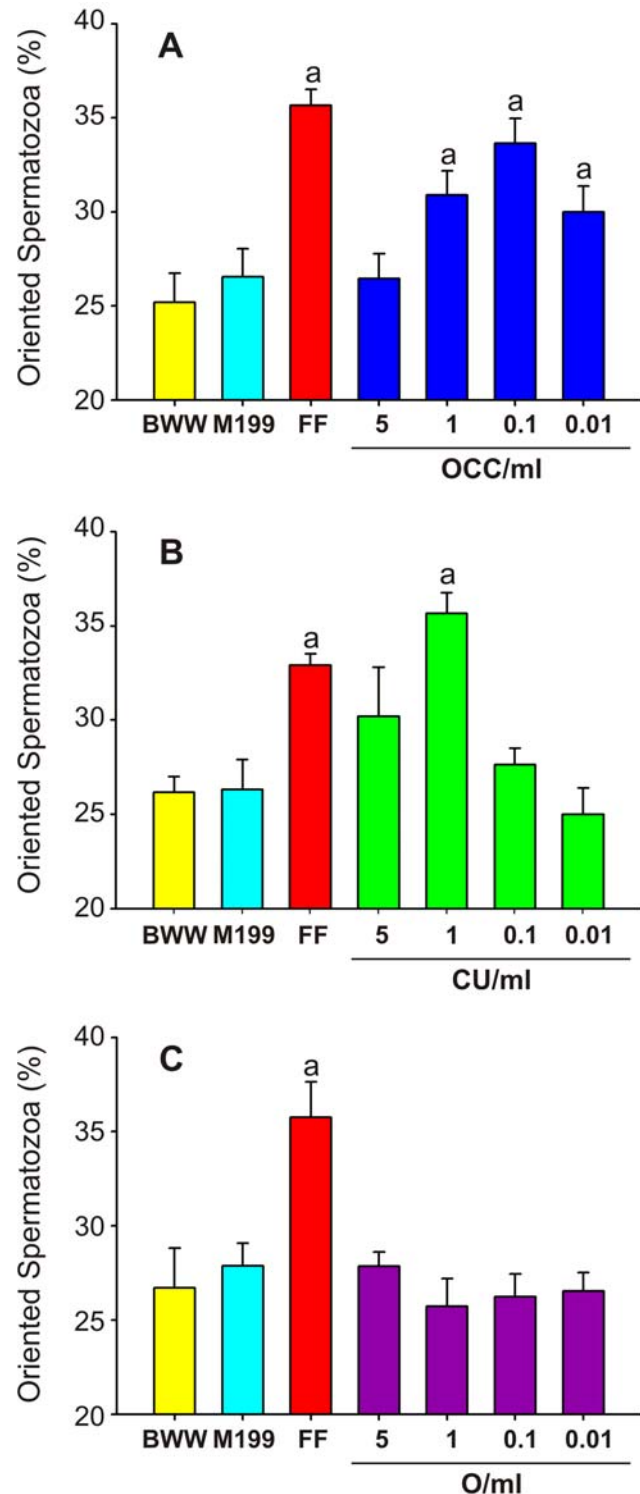 A
Oriented Spermatozoa (%)
40
35
30
25
20
a
a
a
a
BWW M199 FF 5 1 0.1 0.01
OCC/ml
B
Oriented Spermatozoa (%)
40
35
30
25
20
a
a
BWW M199 FF 5 1 0.1 0.01
CU/ml
C
Oriented Spermatozoa (%)
40
35
30
25
20
a
BWW M199 FF 5 1 0.1 0.01
O/ml